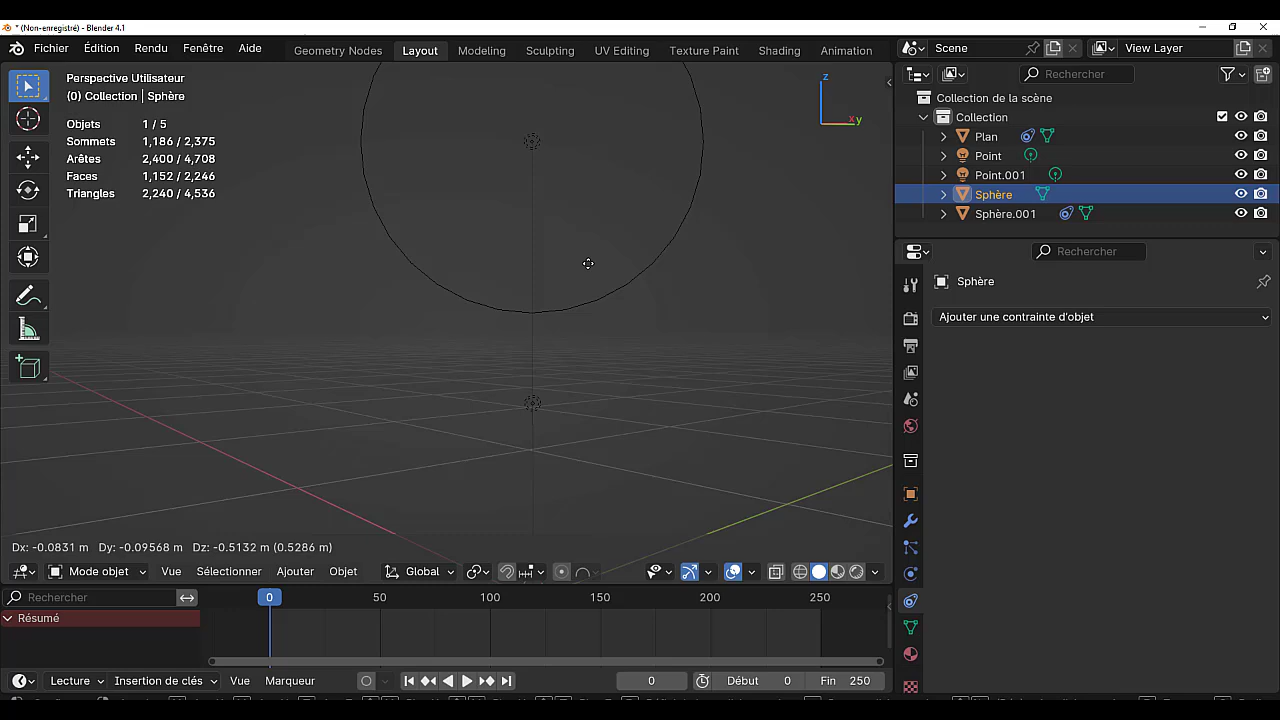 * (Non-enregistré) - Blender 4.1
Fichier Édition Rendu Fenêtre Aide Geometry Nodes Layout Modeling Sculpting UV Editing Texture Paint Shading Animation Scene View Layer
Perspective Utilisateur
(0) Collection | Sphère
Objets 1 / 5
Sommets 1,186 / 2,375
Arêtes 2,400 / 4,708
Faces 1,152 / 2,246
Triangles 2,240 / 4,536
z
x y
Rechercher
Collection de la scène
Collection
Plan
Point
Point.001
Sphère
Sphère.001
Rechercher
Sphère
Ajouter une contrainte d'objet
Dx: -0.0831 m Dy: -0.09568 m Dz: -0.5132 m (0.5286 m)
Mode objet Vue Sélectionner Ajouter Objet Global
Rechercher 0 50 100 150 200 250
Résumé
Lecture Insertion de clés Vue Marqueur 0 Début 0 Fin 250